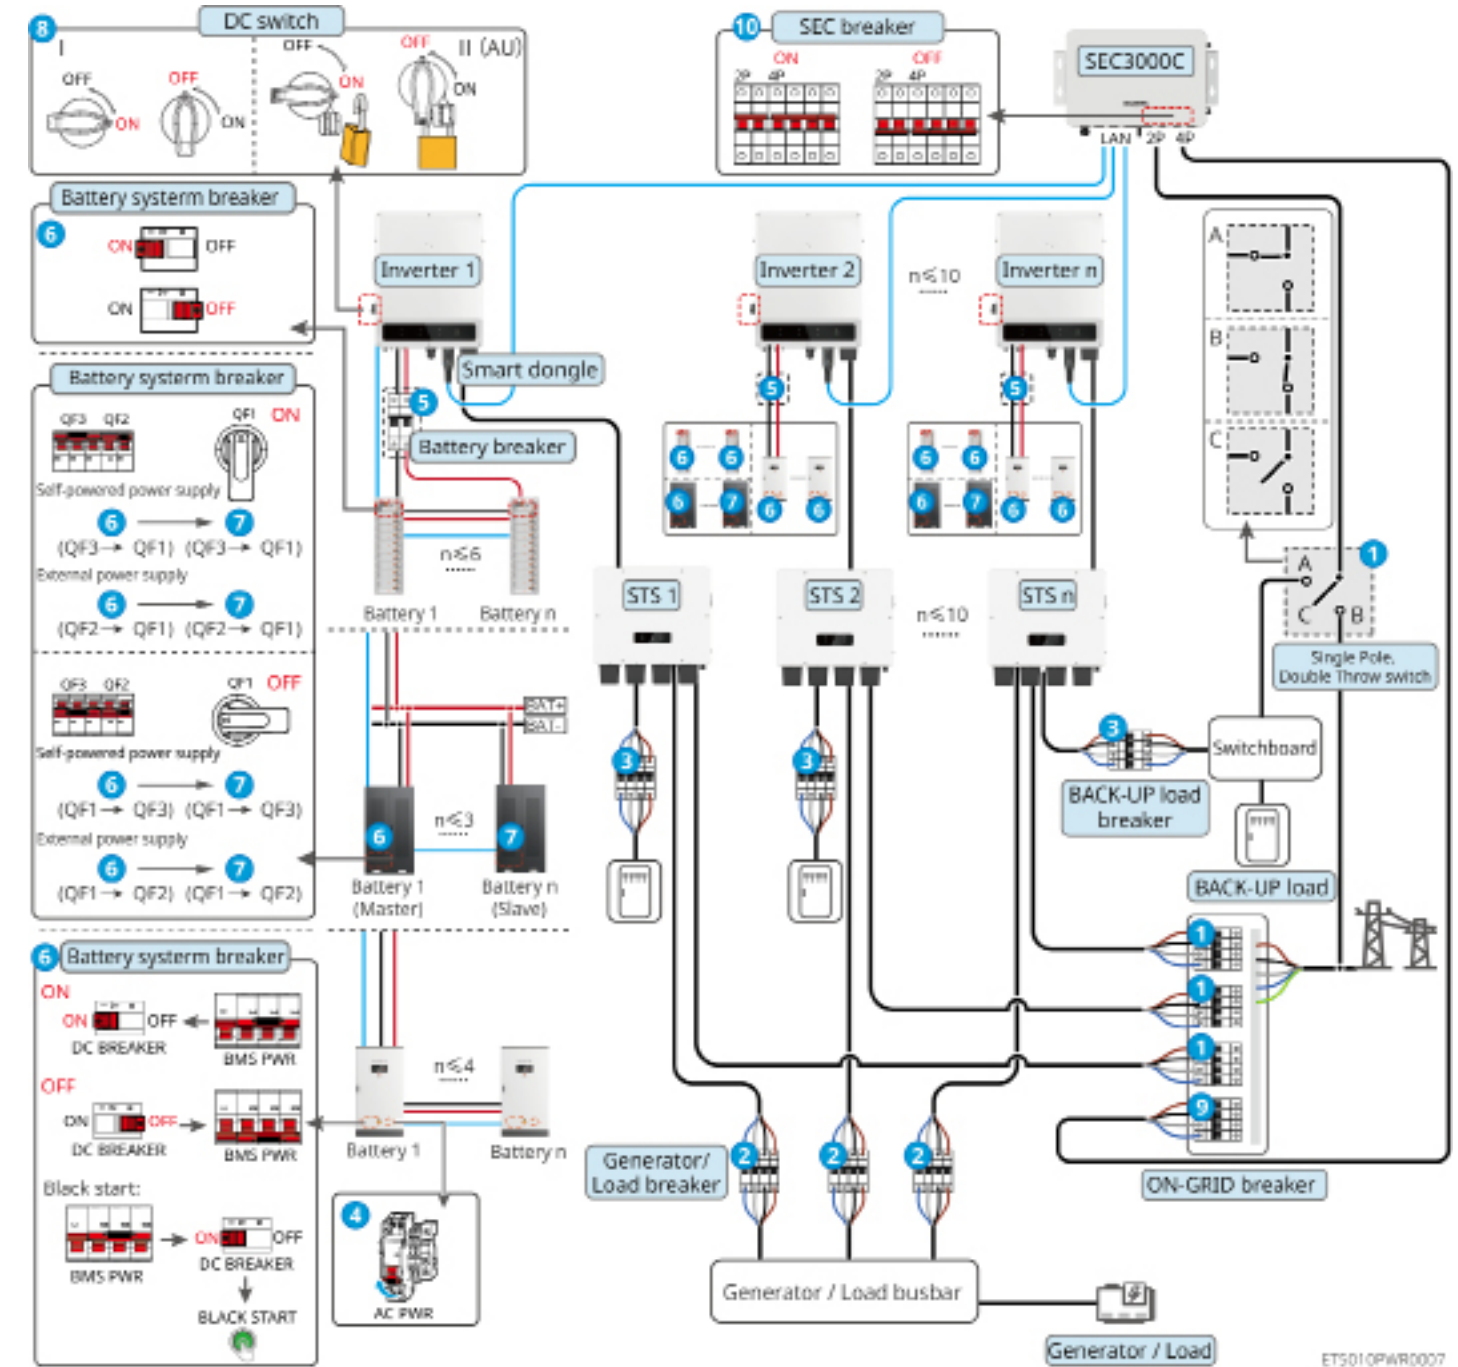 8
DC switch
I
OFF
ON
OFF
ON
OFF
ON
OFF
ON
II (AU)
10
SEC breaker
ON
2P 4P
OFF
2P 4P
SEC3000C
LAN 2P 4P
Battery systerm breaker
6
ON OFF
ON OFF
Inverter 1
Inverter 2
n≤10
Inverter n
Smart dongle
5
5
5
Battery breaker
A
B
C
Battery systerm breaker
QF3 QF2
QF1 ON
Self-powered power supply
6 7
(QF3→ QF1) (QF3→ QF1)
External power supply
6 7
(QF2→ QF1) (QF2→ QF1)
QF3 QF2
QF1 OFF
Self-powered power supply
6 7
(QF1→ QF3) (QF1→ QF3)
External power supply
6 7
(QF1→ QF2) (QF1→ QF2)
n≤6
Battery 1
Battery n
6 6
6 7 6 6
6 6
6 7 6 6
STS 1
STS 2
n≤10
STS n
1
A
C B
Single Pole,
Double Throw switch
BAT+
BAT-
3
3
3
Switchboard
BACK-UP load
breaker
BACK-UP load
6
n≤3
7
Battery 1
(Master)
Battery n
(Slave)
6
Battery systerm breaker
ON
ON OFF
DC BREAKER
BMS PWR
OFF
ON OFF
DC BREAKER
BMS PWR
Black start:
BMS PWR
ON OFF
DC BREAKER
BLACK START
n≤4
Battery 1
Battery n
4
AC PWR
1
1
1
9
ON-GRID breaker
Generator/
Load breaker
2
2
2
Generator / Load busbar
Generator / Load
ETS010PWR0007